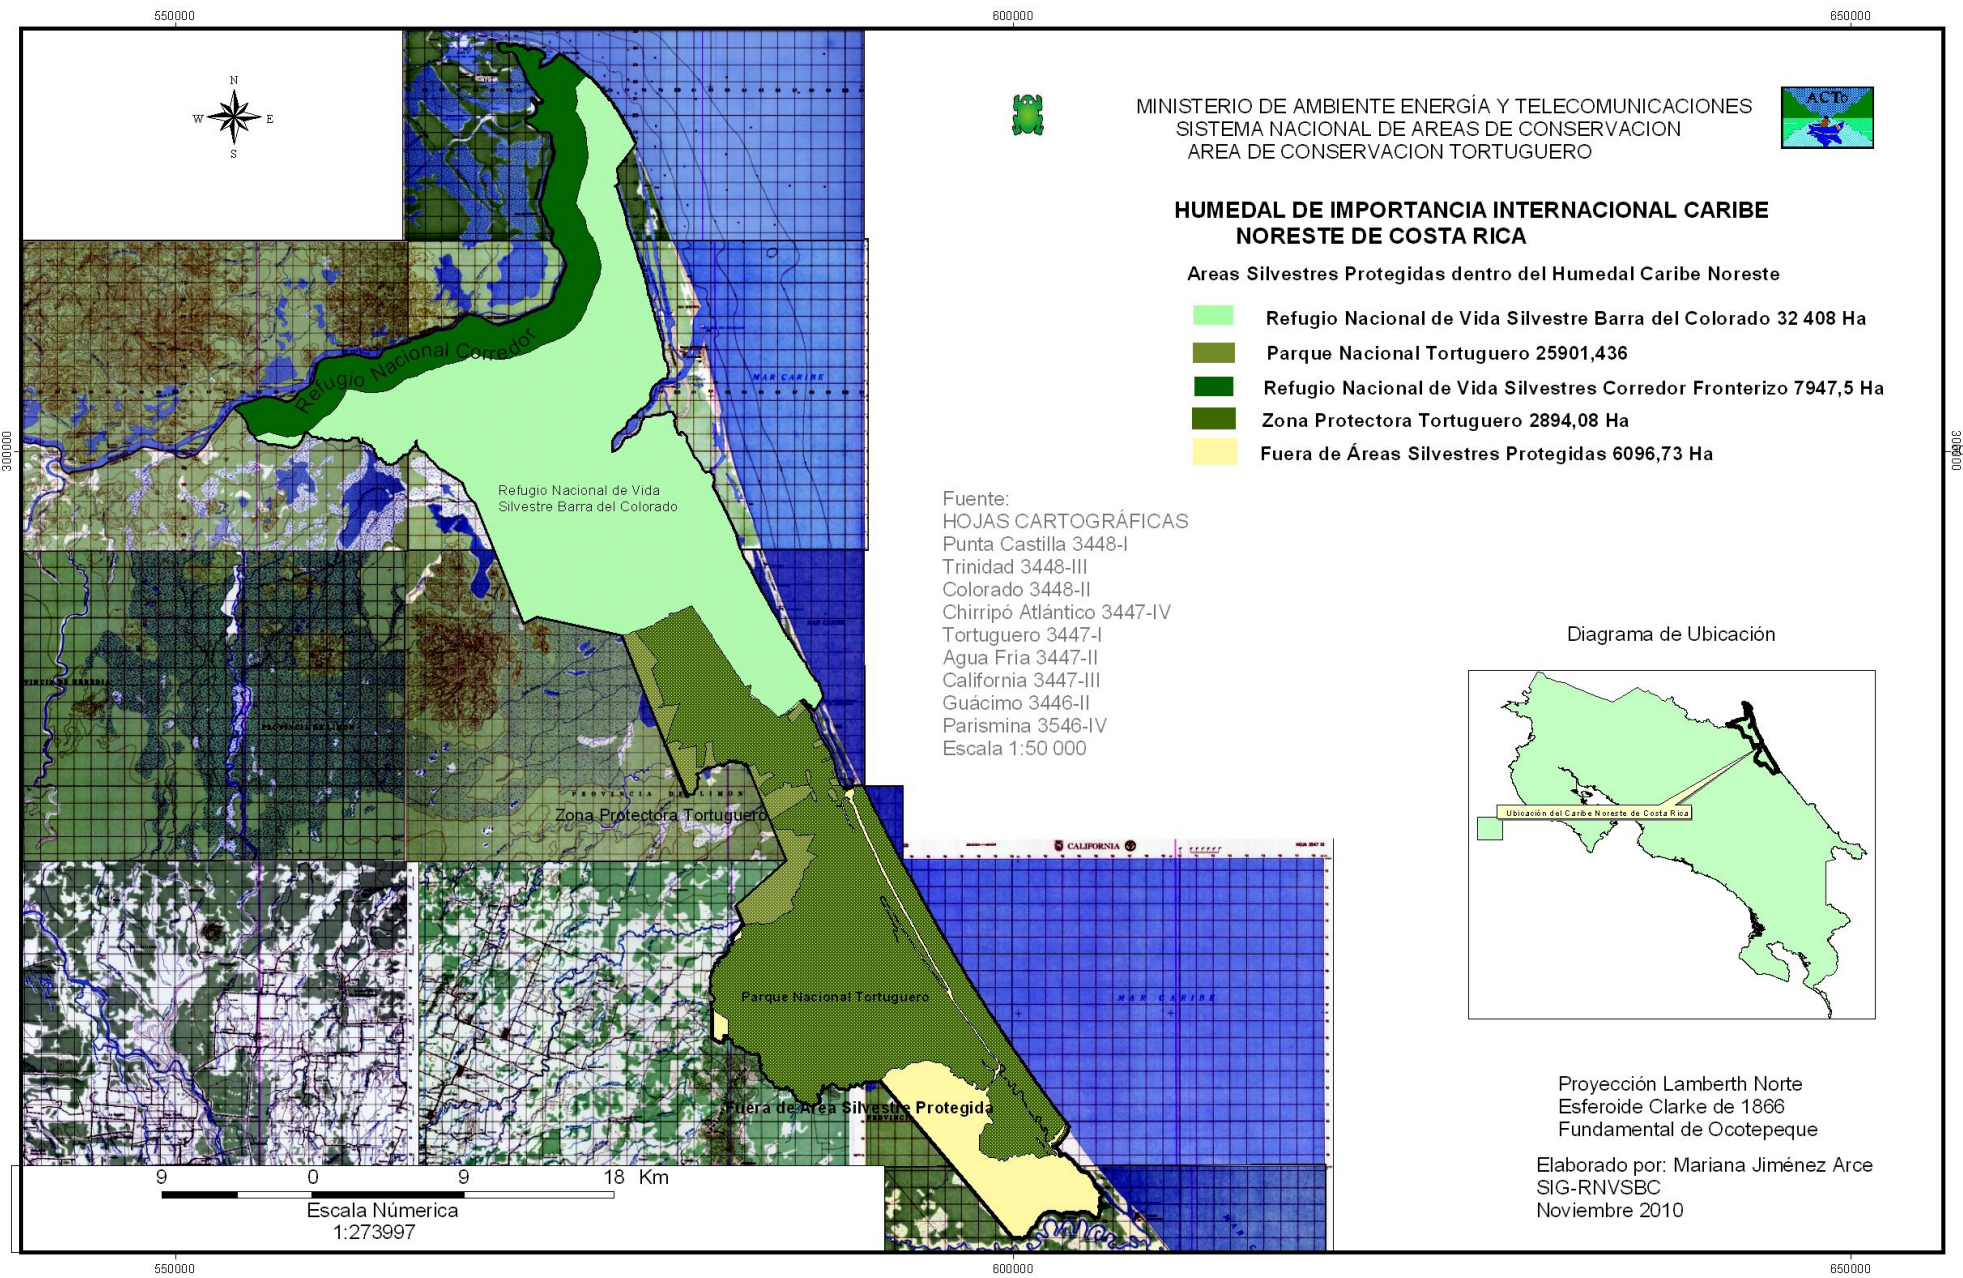 550000
600000
650000
N
W
E
S
MINISTERIO DE AMBIENTE ENERGÍA Y TELECOMUNICACIONES
SISTEMA NACIONAL DE AREAS DE CONSERVACION
AREA DE CONSERVACION TORTUGUERO
ACTo
HUMEDAL DE IMPORTANCIA INTERNACIONAL CARIBE
NORESTE DE COSTA RICA
Areas Silvestres Protegidas dentro del Humedal Caribe Noreste
Refugio Nacional de Vida Silvestre Barra del Colorado 32 408 Ha
Parque Nacional Tortuguero 25901,436
Refugio Nacional de Vida Silvestres Corredor Fronterizo 7947,5 Ha
Zona Protectora Tortuguero 2894,08 Ha
Fuera de Áreas Silvestres Protegidas 6096,73 Ha
300000
300000
Refugio Nacional Corredor
MAR CARIBE
Refugio Nacional de Vida
Silvestre Barra del Colorado
Fuente:
HOJAS CARTOGRÁFICAS
Punta Castilla 3448-I
Trinidad 3448-III
Colorado 3448-II
Chirripó Atlántico 3447-IV
Tortuguero 3447-I
Agua Fria 3447-II
California 3447-III
Guácimo 3446-II
Parismina 3546-IV
Escala 1:50 000
Diagrama de Ubicación
Ubicación del Caribe Noreste de Costa Rica
PROVINCIA DE LIMON
PROVINCIA DE LIMON
Zona Protectora Tortuguero
CALIFORNIA
Parque Nacional Tortuguero
MAR CARIBE
Fuera de Area Silvestre Protegida
Proyección Lamberth Norte
Esferoide Clarke de 1866
Fundamental de Ocotepeque
Elaborado por: Mariana Jiménez Arce
SIG-RNVSBC
Noviembre 2010
9 0 9 18 Km
Escala Númerica
1:273997
550000
600000
650000